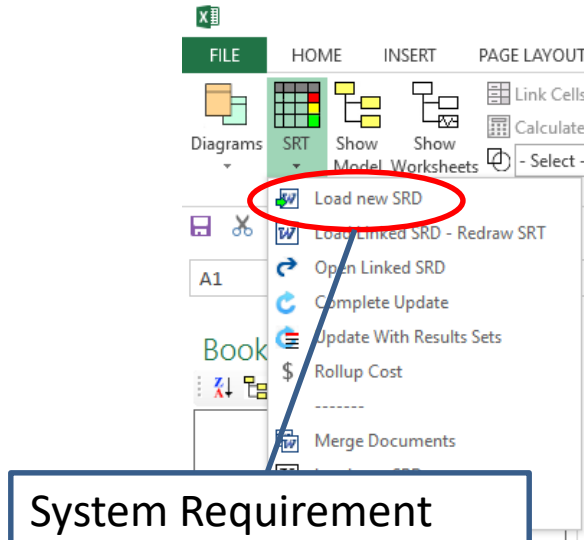 FILE HOME INSERT PAGE LAYOUT
Link Cells
Calculate
Diagrams SRT Show Model Show Worksheets - Select -
Load new SRD
Load Linked SRD - Redraw SRT
A1
Open Linked SRD
Complete Update
Book
Update With Results Sets
$ Rollup Cost
-------
Merge Documents
System Requirement